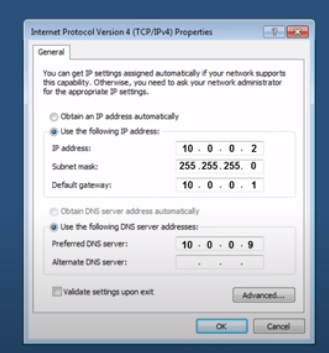 Internet Protocol Version 4 (TCP/IPv4) Properties
General
You can get IP settings assigned automatically if your network supports
this capability. Otherwise, you need to ask your network administrator
for the appropriate IP settings.
Obtain an IP address automatically
Use the following IP address:
IP address: 10 . 0 . 0 . 2
Subnet mask: 255 . 255 . 255 . 0
Default gateway: 10 . 0 . 0 . 1
Obtain DNS server address automatically
Use the following DNS server addresses:
Preferred DNS server: 10 . 0 . 0 . 9
Alternate DNS server: . . .
Validate settings upon exit
Advanced...
OK Cancel